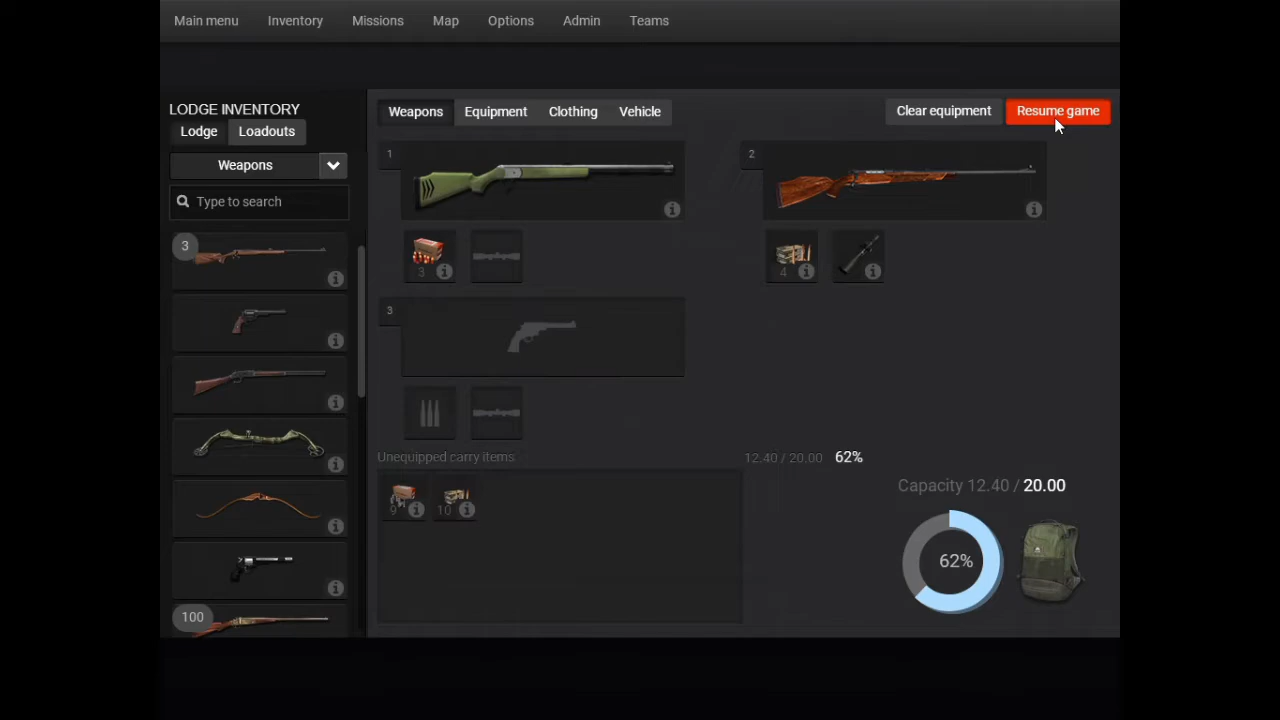 Main menu Inventory Missions Map Options Admin Teams
LODGE INVENTORY
Lodge Loadouts
Weapons
Type to search
3
100
Weapons Equipment Clothing Vehicle
Clear equipment Resume game
1
2
3
4
3
Unequipped carry items
12.40 / 20.00 62%
9
10
Capacity 12.40 / 20.00
62%